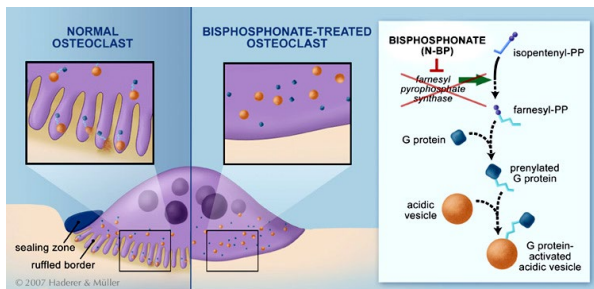 NORMAL
OSTEOCLAST
BISPHOSPHONATE-TREATED
OSTEOCLAST
sealing zone
ruffled border
© 2007 Haderer & Müller
BISPHOSPHONATE
(N-BP)
isopentenyl-PP
farnesyl
pyrophosphate
synthase
farnesyl-PP
G protein
prenylated
G protein
acidic
vesicle
G protein-
activated
acidic vesicle